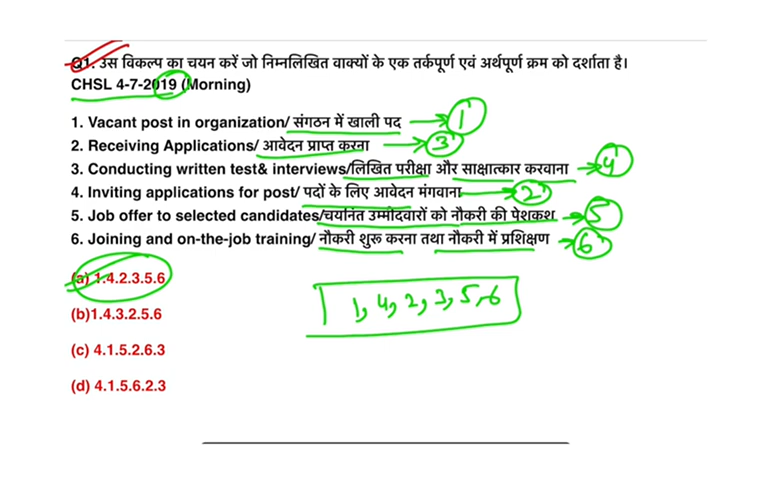 Q1. उस विकल्प का चयन करें जो निम्नलिखित वाक्यों के एक तर्कपूर्ण एवं अर्थपूर्ण क्रम को दर्शाता है।
CHSL 4-7-2019 (Morning)
1. Vacant post in organization/ संगठन में खाली पद → 1
2. Receiving Applications/ आवेदन प्राप्त करना → 3
3. Conducting written test& interviews/लिखित परीक्षा और साक्षात्कार करवाना → 4
4. Inviting applications for post/ पदों के लिए आवेदन मंगवाना → 2
5. Job offer to selected candidates/चयनित उम्मीदवारों को नौकरी की पेशकश → 5
6. Joining and on-the-job training/ नौकरी शुरू करना तथा नौकरी में प्रशिक्षण → 6
(a) 1.4.2.3.5.6
1, 4, 2, 3, 5, 6
(b)1.4.3.2.5.6
(c) 4.1.5.2.6.3
(d) 4.1.5.6.2.3